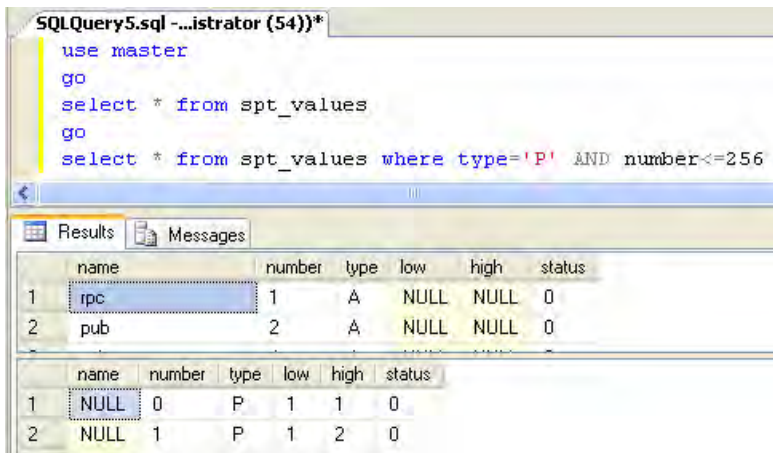 SQLQuery5.sql -...istrator (54))*
use master
go
select * from spt_values
go
select * from spt_values where type='P' AND number<=256
Results Messages
name number type low high status
1 rpc 1 A NULL NULL 0
2 pub 2 A NULL NULL 0
name number type low high status
1 NULL 0 P 1 1 0
2 NULL 1 P 1 2 0